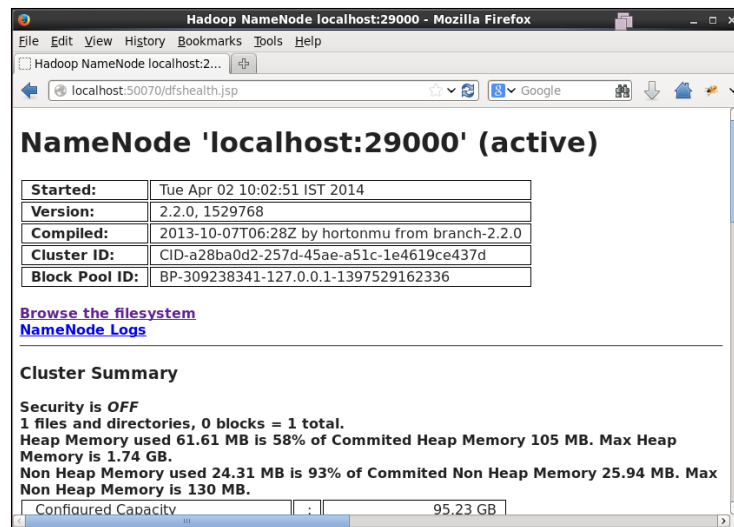 Hadoop NameNode localhost:29000 - Mozilla Firefox
File Edit View History Bookmarks Tools Help
Hadoop NameNode localhost:2...
localhost:50070/dfshealth.jsp
8 Google
NameNode 'localhost:29000' (active)
Started: Tue Apr 02 10:02:51 IST 2014
Version: 2.2.0, 1529768
Compiled: 2013-10-07T06:28Z by hortonmu from branch-2.2.0
Cluster ID: CID-a28ba0d2-257d-45ae-a51c-1e4619ce437d
Block Pool ID: BP-309238341-127.0.0.1-1397529162336
Browse the filesystem
NameNode Logs
Cluster Summary
Security is OFF
1 files and directories, 0 blocks = 1 total.
Heap Memory used 61.61 MB is 58% of Commited Heap Memory 105 MB. Max Heap
Memory is 1.74 GB.
Non Heap Memory used 24.31 MB is 93% of Commited Non Heap Memory 25.94 MB. Max
Non Heap Memory is 130 MB.
Configured Capacity : 95.23 GB